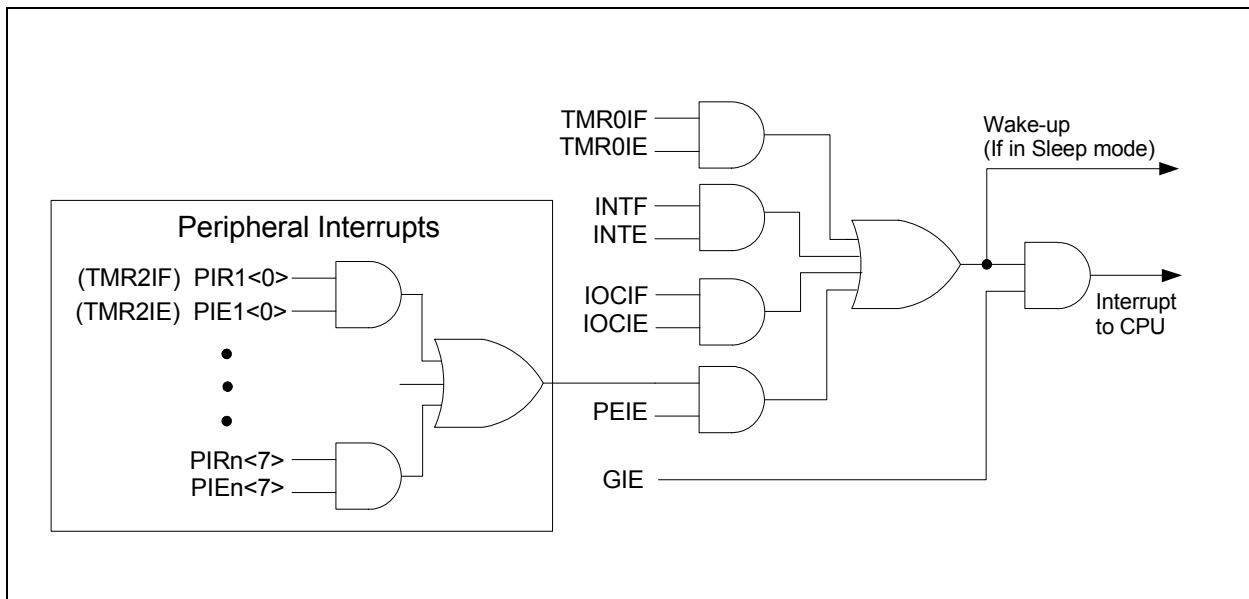 TMR0IF
TMR0IE
Wake-up
(If in Sleep mode)
INTF
INTE
Peripheral Interrupts
(TMR2IF) PIR1<0>
(TMR2IE) PIE1<0>
IOCIF
IOCIE
Interrupt
to CPU
PEIE
PIRn<7>
PIEn<7>
GIE